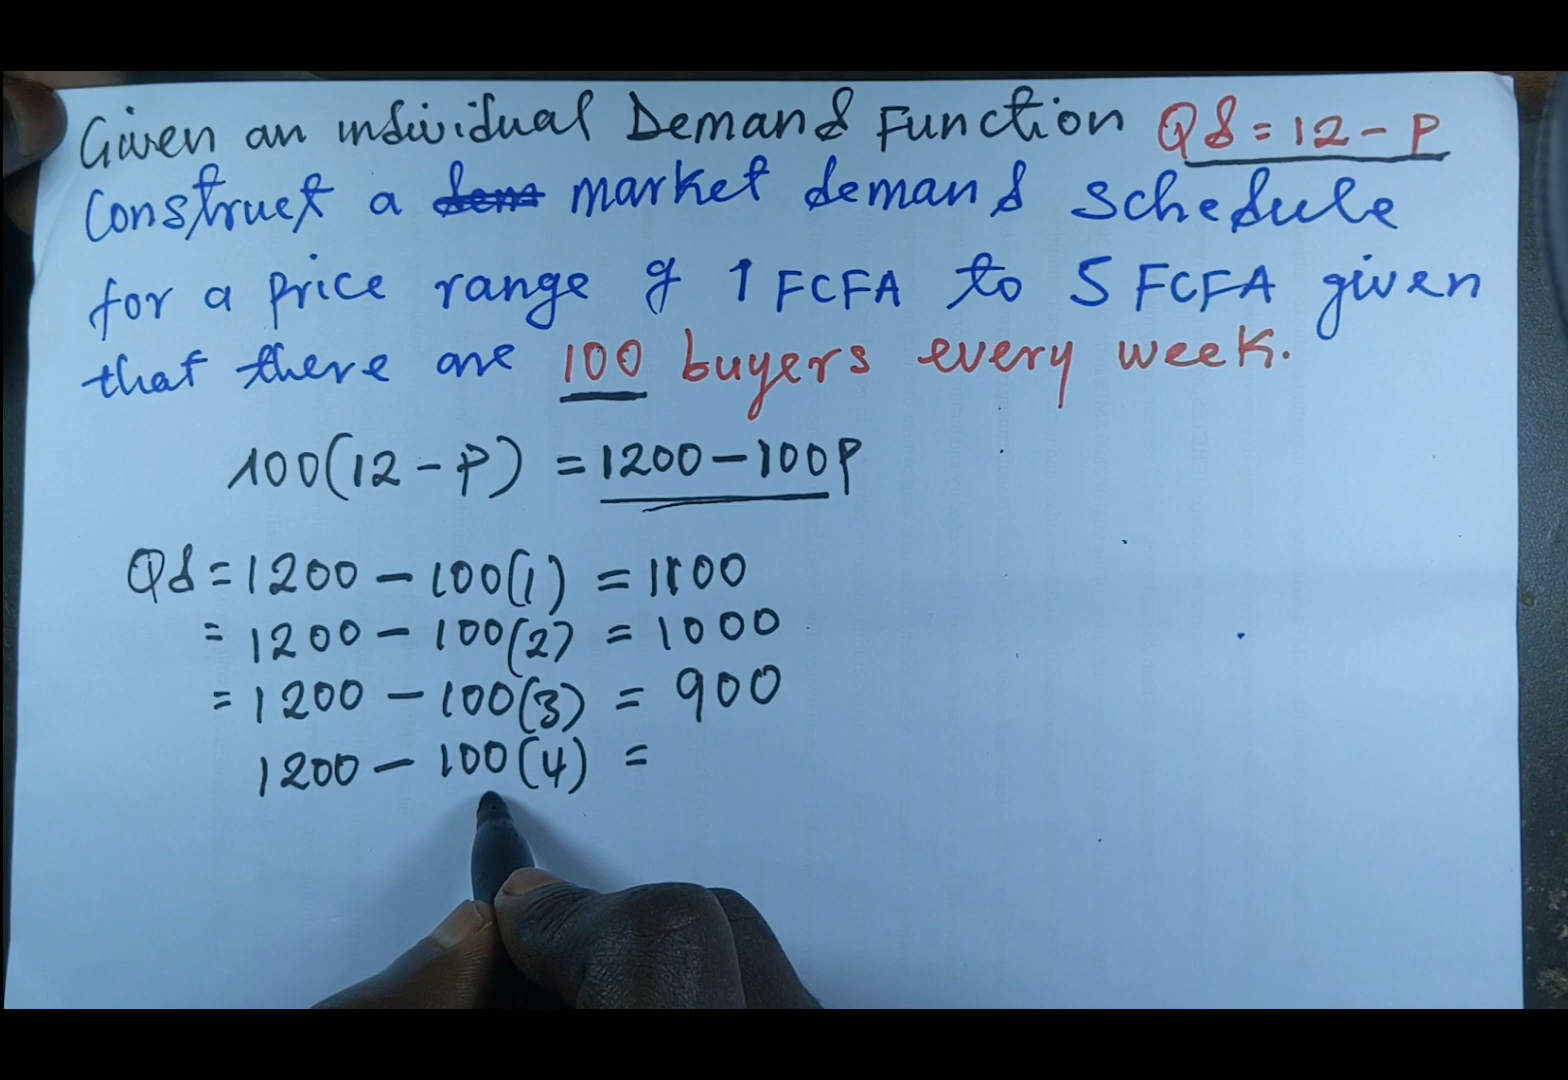 Given an individual Demand Function Qd = 12 - P
Construct a market demand schedule
for a price range of 1 FCFA to 5 FCFA given
that there are 100 buyers every week.
100(12 - P) = 1200 - 100P
Qd = 1200 - 100(1) = 1100
= 1200 - 100(2) = 1000
= 1200 - 100(3) = 900
1200 - 100(4) =